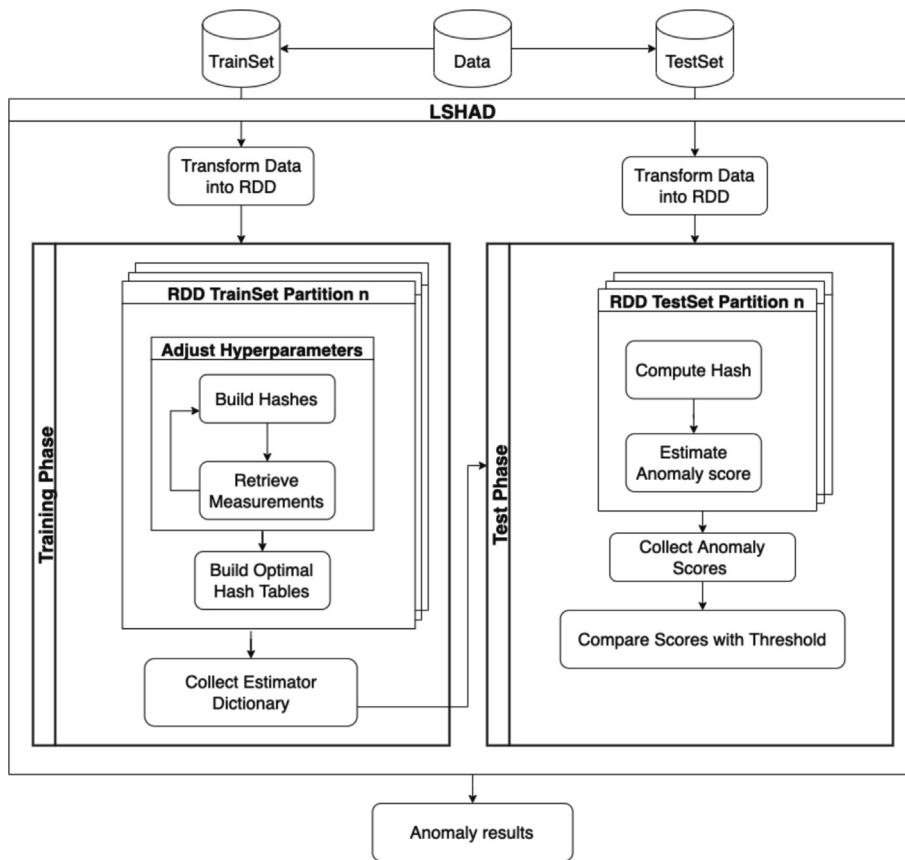 TrainSet
Data
TestSet
LSHAD
Transform Data
into RDD
Transform Data
into RDD
Training Phase
RDD TrainSet Partition n
Adjust Hyperparameters
Build Hashes
Retrieve
Measurements
Build Optimal
Hash Tables
Collect Estimator
Dictionary
Test Phase
RDD TestSet Partition n
Compute Hash
Estimate
Anomaly score
Collect Anomaly
Scores
Compare Scores with Threshold
Anomaly results